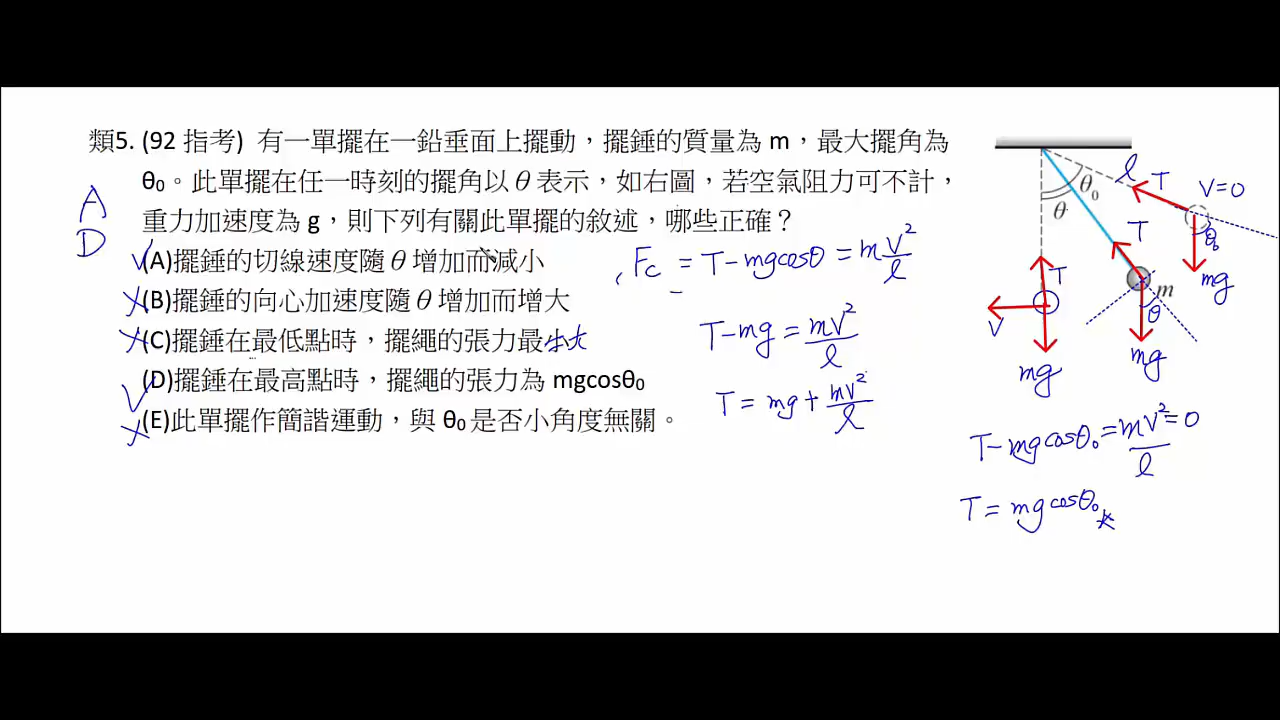 類5. (92 指考) 有一單擺在一鉛垂面上擺動，擺錘的質量為 m，最大擺角為
θ₀。此單擺在任一時刻的擺角以 θ 表示，如右圖，若空氣阻力可不計，
重力加速度為 g，則下列有關此單擺的敘述，哪些正確？
A
D
(A)擺錘的切線速度隨 θ 增加而減小
(B)擺錘的向心加速度隨 θ 增加而增大
(C)擺錘在最低點時，擺繩的張力最小大
(D)擺錘在最高點時，擺繩的張力為 mgcosθ₀
(E)此單擺作簡諧運動，與 θ₀ 是否小角度無關。
Fc = T-mgcosθ = m v²/l
T-mg = mv²/l
T = mg + mv²/l
l
T
V=0
θ₀
θ
θ₀
mg
T
m
θ
mg
T
V
mg
T-mgcosθ₀ = mv²/l = 0
T = mgcosθ₀